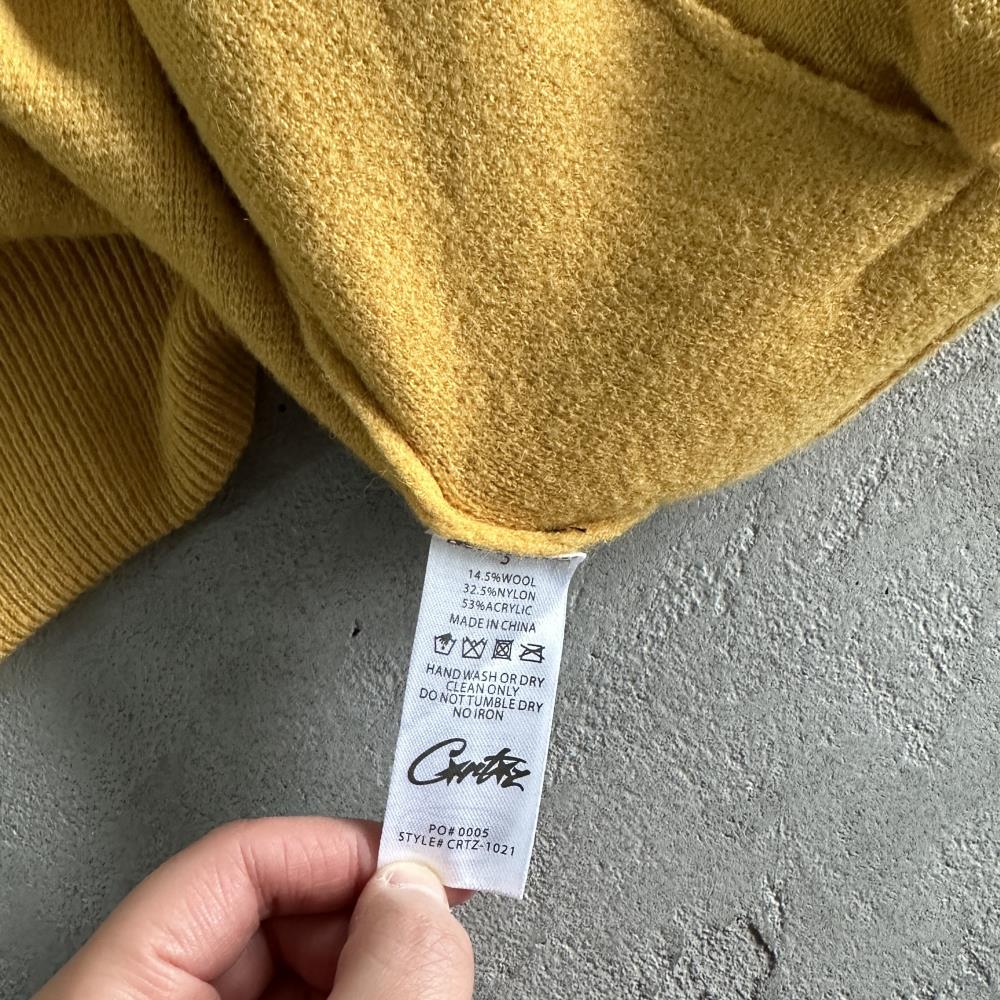 14.5%WOOL
32.5%NYLON
53%ACRYLIC
MADE IN CHINA
HAND WASH OR DRY
CLEAN ONLY
DO NOT TUMBLE DRY
NO IRON
Corteiz
PO# 0005
STYLE# CRTZ-1021